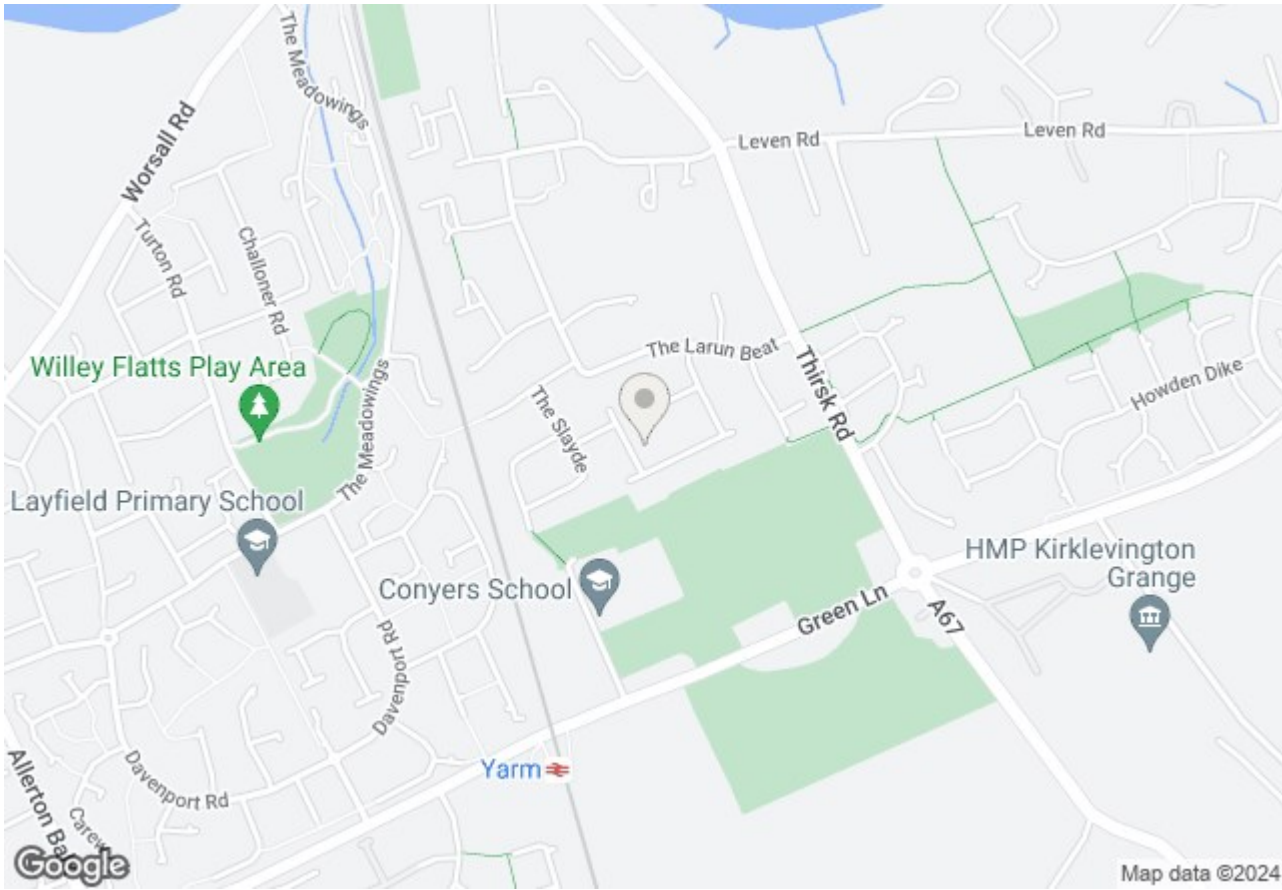 The Meadowings
Worsall Rd
Leven Rd
Leven Rd
Turton Rd
Challoner Rd
The Larun Beat
Thirsk Rd
Willey Flatts Play Area
The Slayde
Howden Dike
The Meadowings
Layfield Primary School
HMP Kirklevington
Grange
Conyers School
Green Ln
A67
Davenport Rd
Yarm
Allerton Ba
Davenport Rd
Carew
Google
Map data ©2024